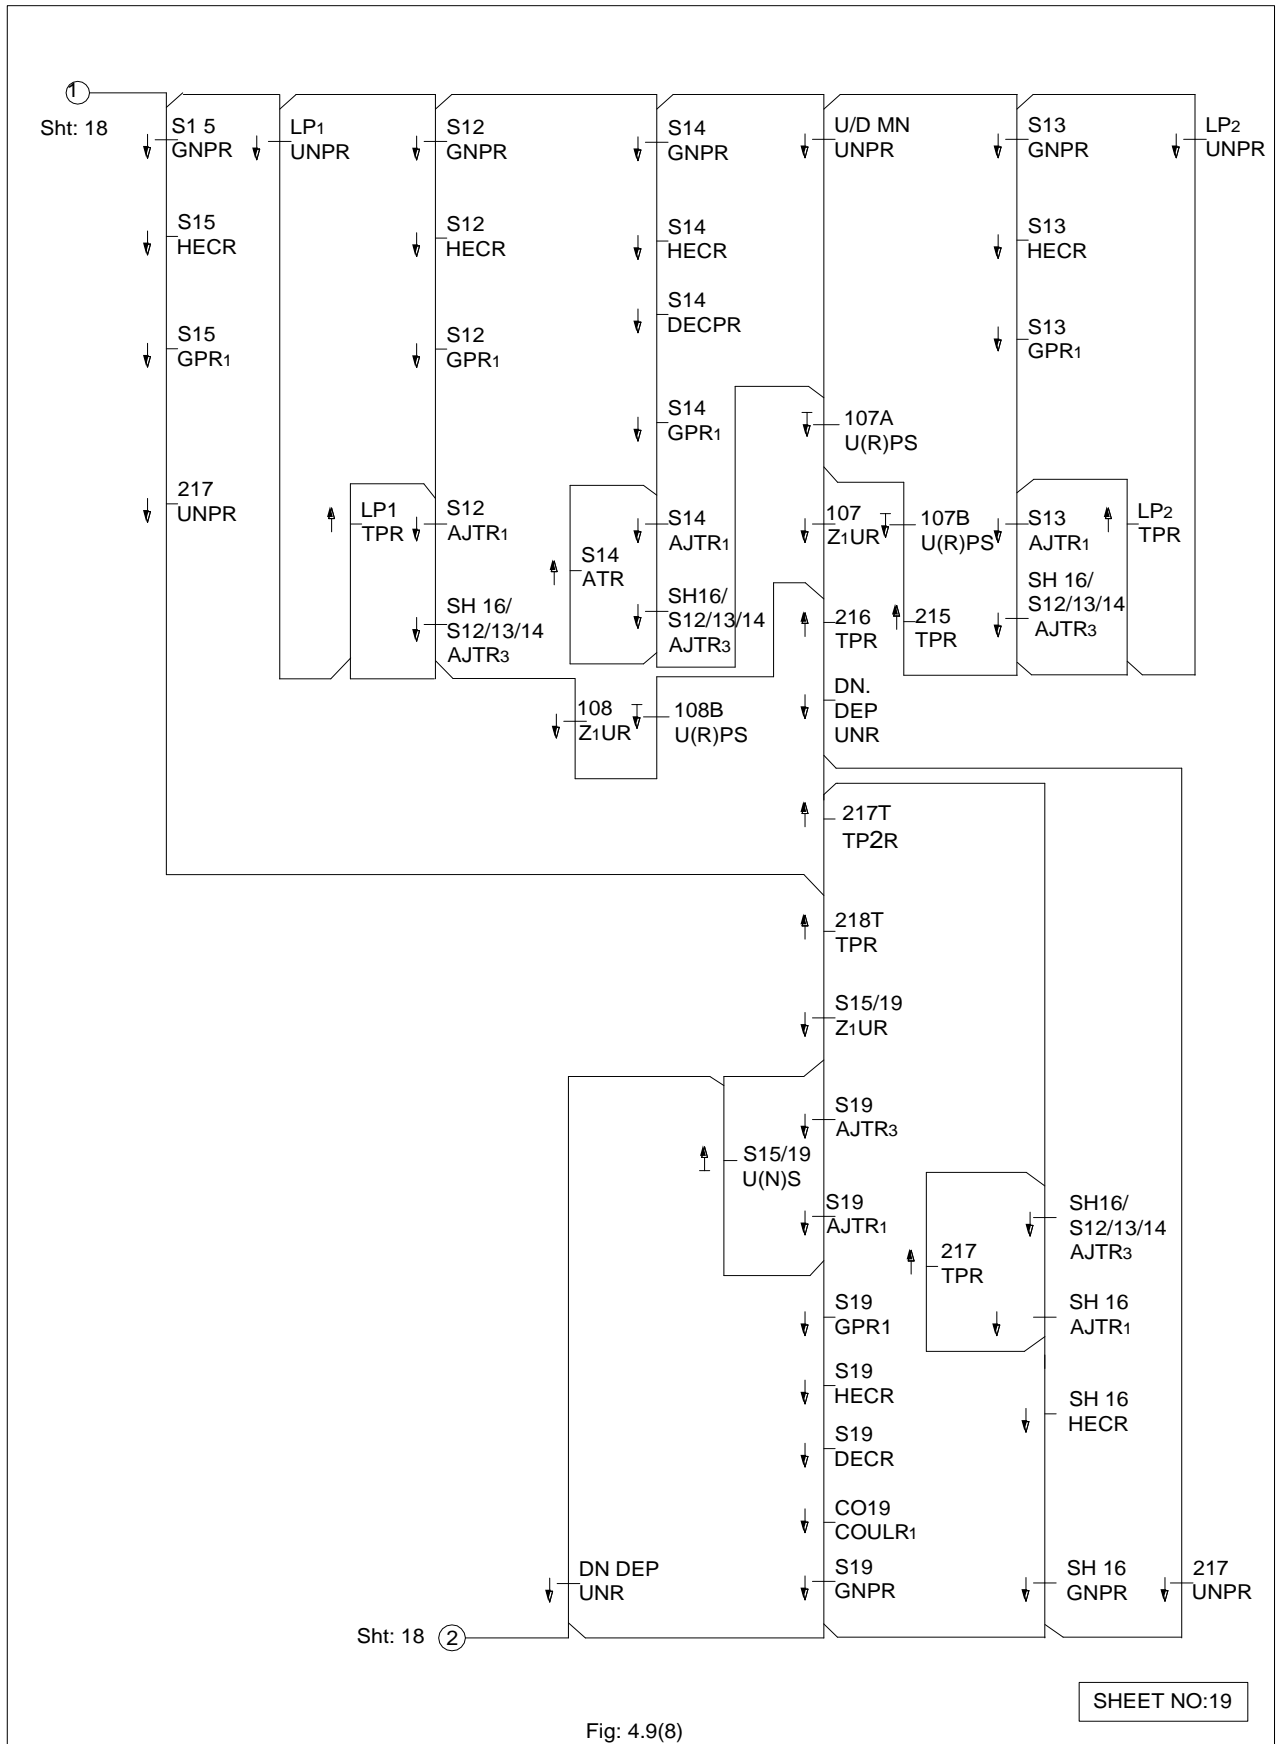 1
Sht: 18
S1 5
GNPR
LP1
UNPR
S12
GNPR
S14
GNPR
U/D MN
UNPR
S13
GNPR
LP2
UNPR
S15
HECR
S12
HECR
S14
HECR
S13
HECR
S14
DECPR
S15
GPR1
S12
GPR1
S13
GPR1
S14
GPR1
107A
U(R)PS
217
UNPR
LP1
TPR
S12
AJTR1
S14
AJTR1
107
Z1UR
107B
U(R)PS
S13
AJTR1
LP2
TPR
S14
ATR
SH 16/
S12/13/14
AJTR3
SH16/
S12/13/14
AJTR3
216
TPR
215
TPR
SH 16/
S12/13/14
AJTR3
108
Z1UR
108B
U(R)PS
DN.
DEP
UNR
217T
TP2R
218T
TPR
S15/19
Z1UR
S19
AJTR3
S15/19
U(N)S
S19
AJTR1
SH16/
S12/13/14
AJTR3
217
TPR
S19
GPR1
SH 16
AJTR1
S19
HECR
SH 16
HECR
S19
DECR
CO19
COULR1
DN DEP
UNR
S19
GNPR
SH 16
GNPR
217
UNPR
Sht: 18 2
SHEET NO:19
Fig: 4.9(8)